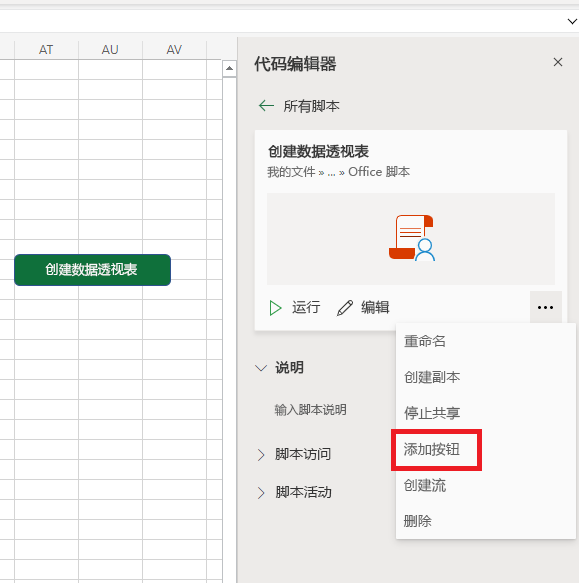 AT AU AV
创建数据透视表
代码编辑器
所有脚本
创建数据透视表
我的文件 » ... » Office 脚本
运行 编辑 ...
重命名
创建副本
停止共享
添加按钮
创建流
删除
说明
输入脚本说明
脚本访问
脚本活动